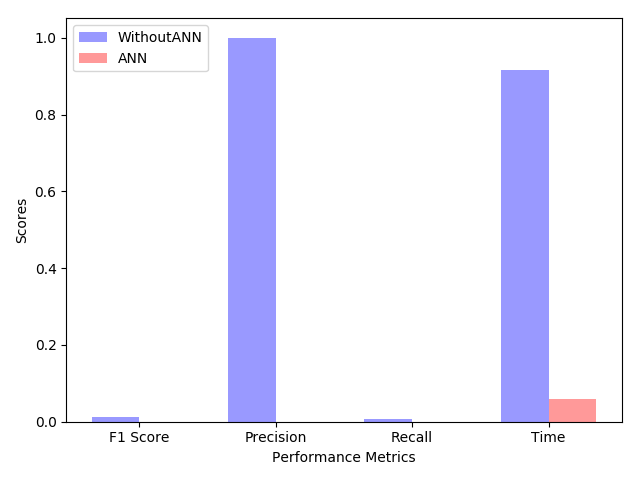 WithoutANN
ANN
1.0
0.8
0.6
0.4
0.2
0.0
Scores
F1 Score Precision Recall Time
Performance Metrics